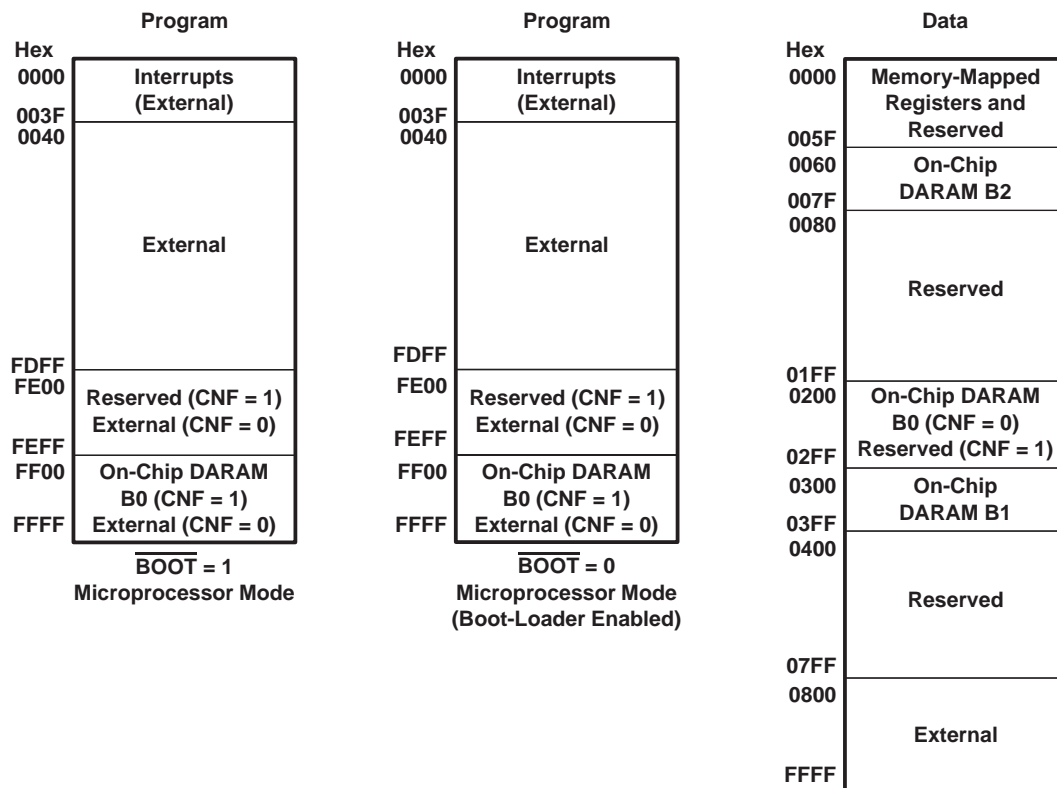 Program
Hex
0000
Interrupts
(External)
003F
0040
External
FDFF
FE00
Reserved (CNF = 1)
External (CNF = 0)
FEFF
FF00
On-Chip DARAM
B0 (CNF = 1)
External (CNF = 0)
FFFF
BOOT = 1
Microprocessor Mode
Program
Hex
0000
Interrupts
(External)
003F
0040
External
FDFF
FE00
Reserved (CNF = 1)
External (CNF = 0)
FEFF
FF00
On-Chip DARAM
B0 (CNF = 1)
External (CNF = 0)
FFFF
BOOT = 0
Microprocessor Mode
(Boot-Loader Enabled)
Data
Hex
0000
Memory-Mapped
Registers and
Reserved
005F
0060
On-Chip
DARAM B2
007F
0080
Reserved
01FF
0200
On-Chip DARAM
B0 (CNF = 0)
Reserved (CNF = 1)
02FF
0300
On-Chip
DARAM B1
03FF
0400
Reserved
07FF
0800
External
FFFF